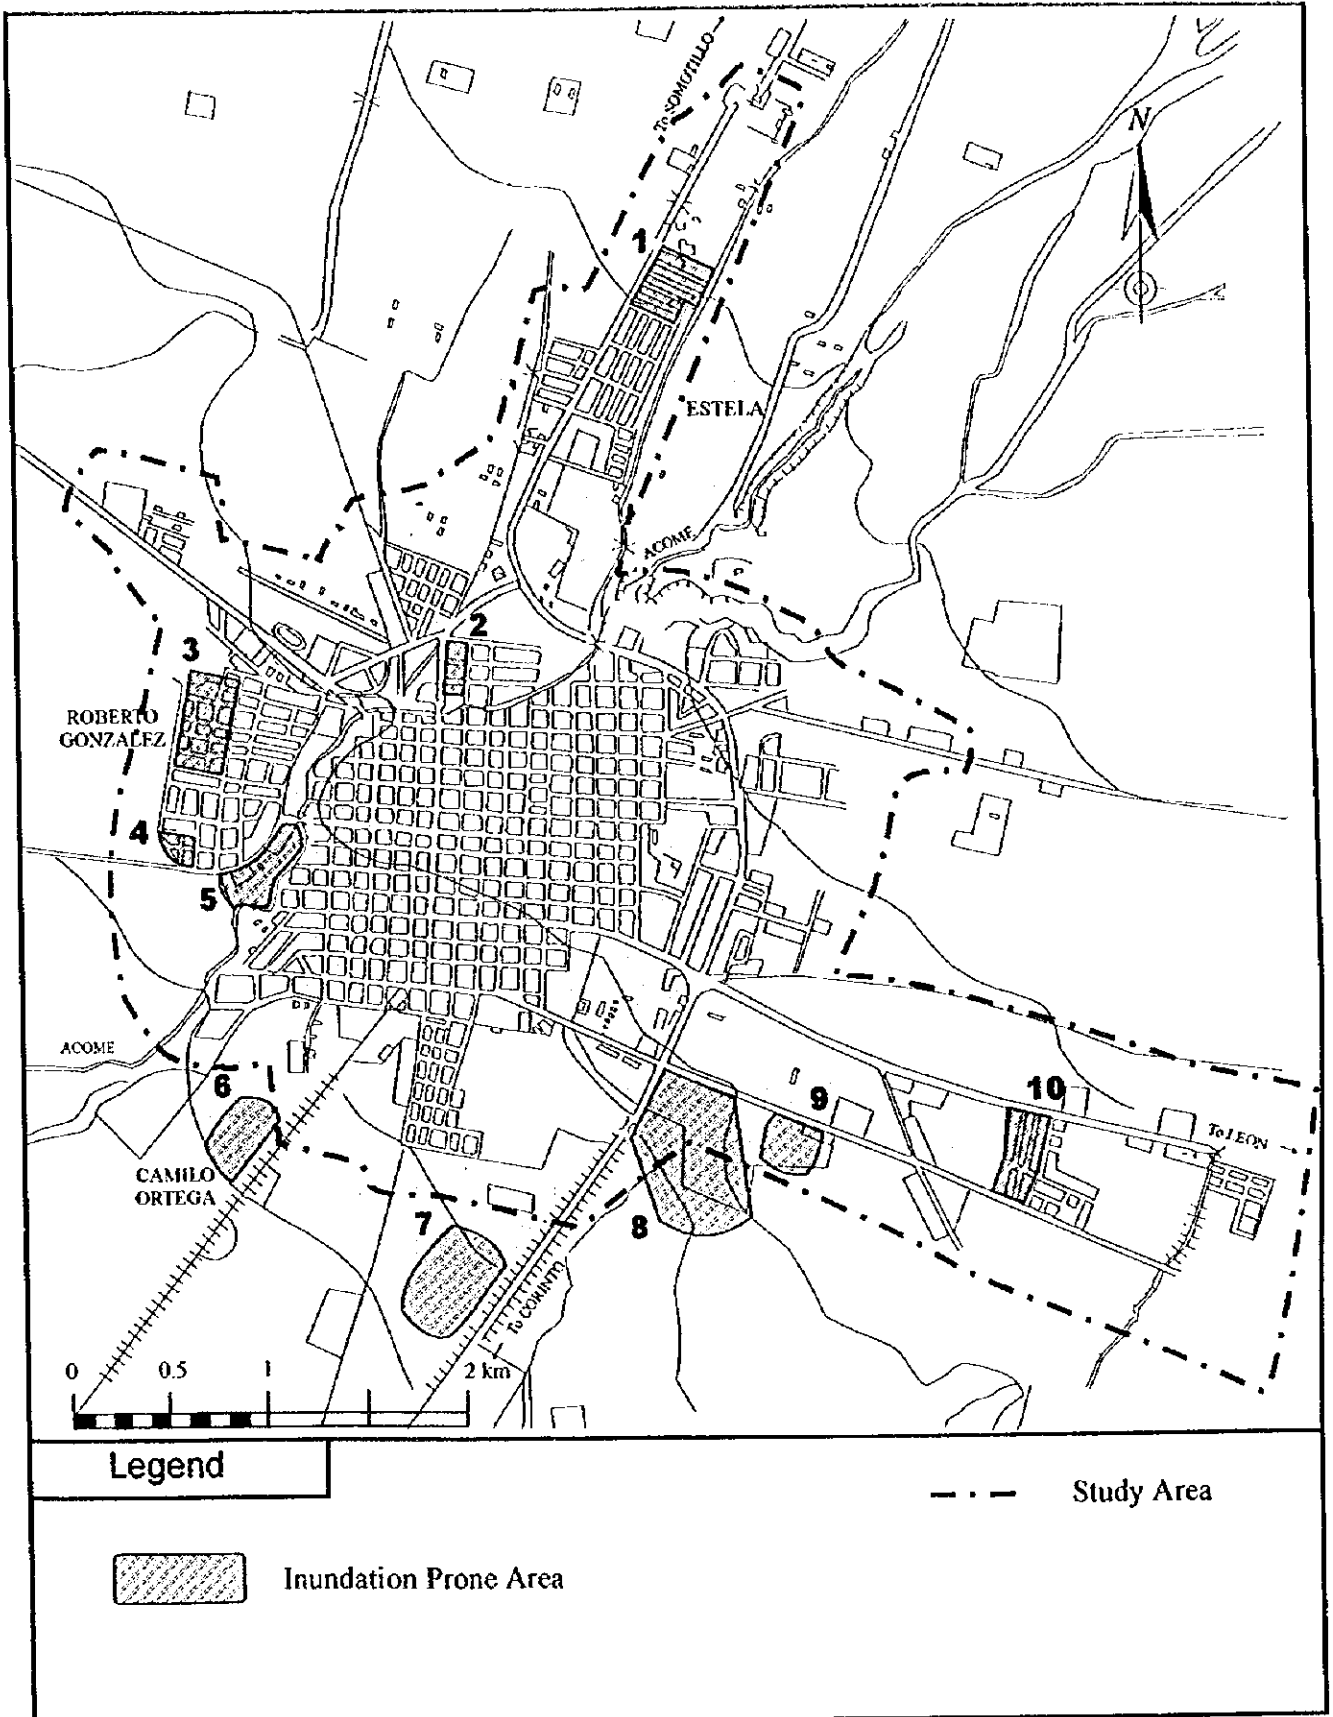 To SOMOTILLO
N
1
ESTELA
ACOME
2
3
ROBERTO
GONZALEZ
4
5
ACOME
6
9
10
To LEON
CAMILO
ORTEGA
7
8
To CORINTO
0 0.5 1 2 km
Legend
Study Area
Inundation Prone Area